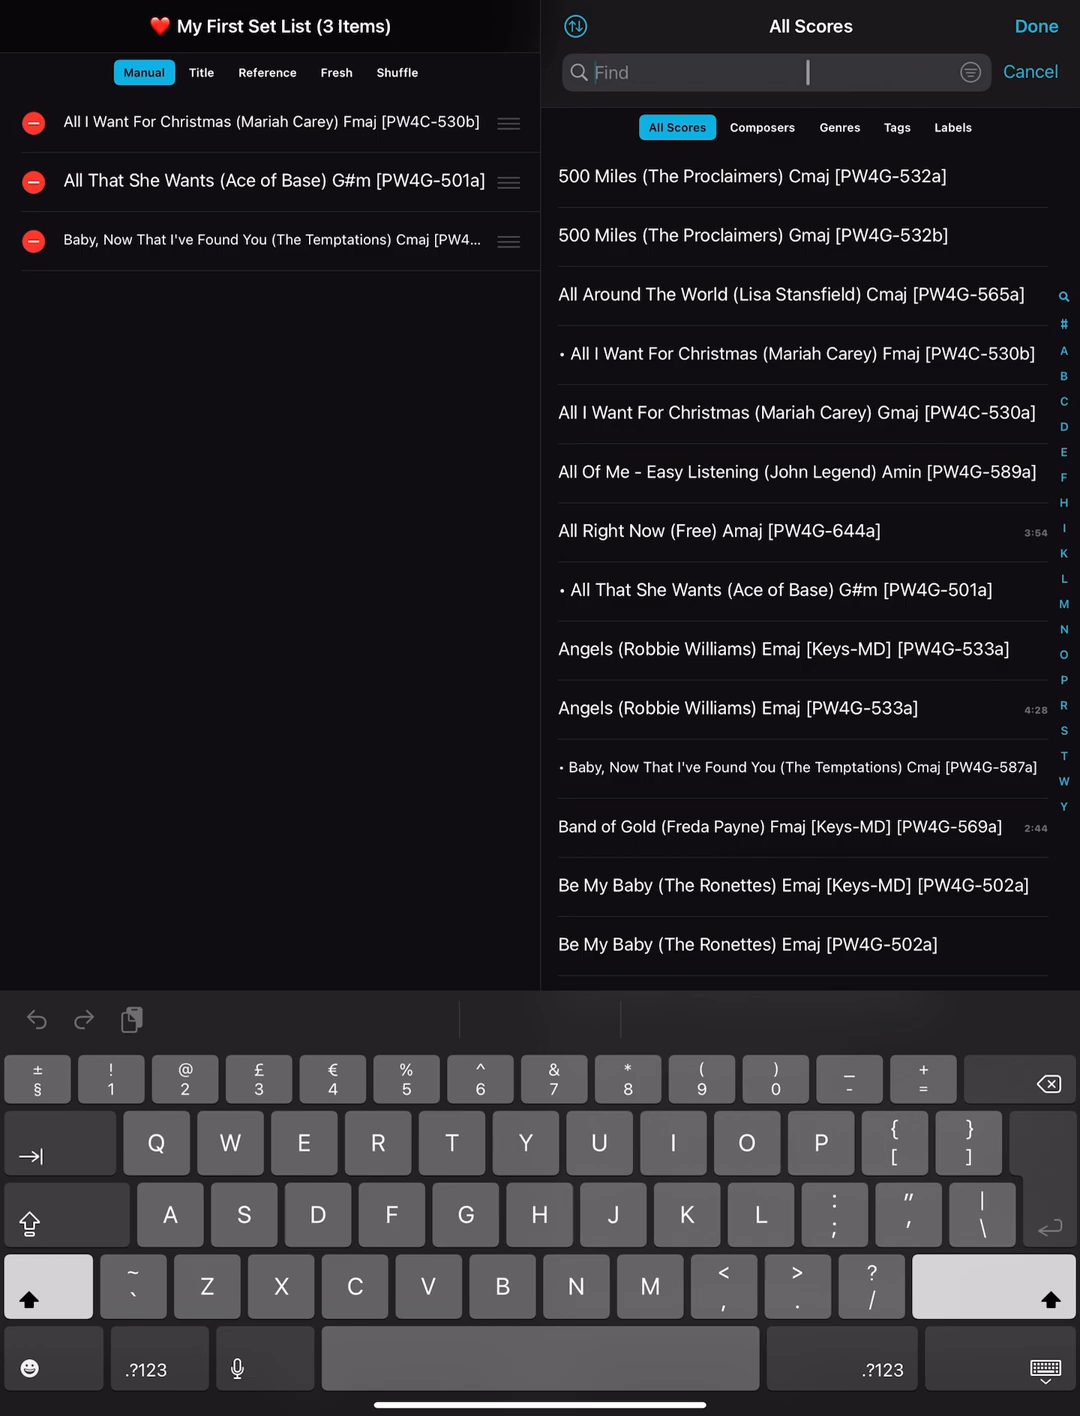 ❤️ My First Set List (3 Items)
Manual Title Reference Fresh Shuffle
All I Want For Christmas (Mariah Carey) Fmaj [PW4C-530b]
All That She Wants (Ace of Base) G#m [PW4G-501a]
Baby, Now That I've Found You (The Temptations) Cmaj [PW4...
All Scores
Done
Find
Cancel
All Scores Composers Genres Tags Labels
500 Miles (The Proclaimers) Cmaj [PW4G-532a]
500 Miles (The Proclaimers) Gmaj [PW4G-532b]
All Around The World (Lisa Stansfield) Cmaj [PW4G-565a]
• All I Want For Christmas (Mariah Carey) Fmaj [PW4C-530b]
All I Want For Christmas (Mariah Carey) Gmaj [PW4C-530a]
All Of Me - Easy Listening (John Legend) Amin [PW4G-589a]
All Right Now (Free) Amaj [PW4G-644a] 3:54
• All That She Wants (Ace of Base) G#m [PW4G-501a]
Angels (Robbie Williams) Emaj [Keys-MD] [PW4G-533a]
Angels (Robbie Williams) Emaj [PW4G-533a] 4:28
• Baby, Now That I've Found You (The Temptations) Cmaj [PW4G-587a]
Band of Gold (Freda Payne) Fmaj [Keys-MD] [PW4G-569a] 2:44
Be My Baby (The Ronettes) Emaj [Keys-MD] [PW4G-502a]
Be My Baby (The Ronettes) Emaj [PW4G-502a]
#
A
B
C
D
E
F
H
I
K
L
M
N
O
P
R
S
T
W
Y
± ! @ £ € % ^ & * ( ) _ +
§ 1 2 3 4 5 6 7 8 9 0 - =
Q W E R T Y U I O P { }
[ ]
A S D F G H J K L : " |
; ' \
~ Z X C V B N M < > ?
` , . /
.?123 .?123